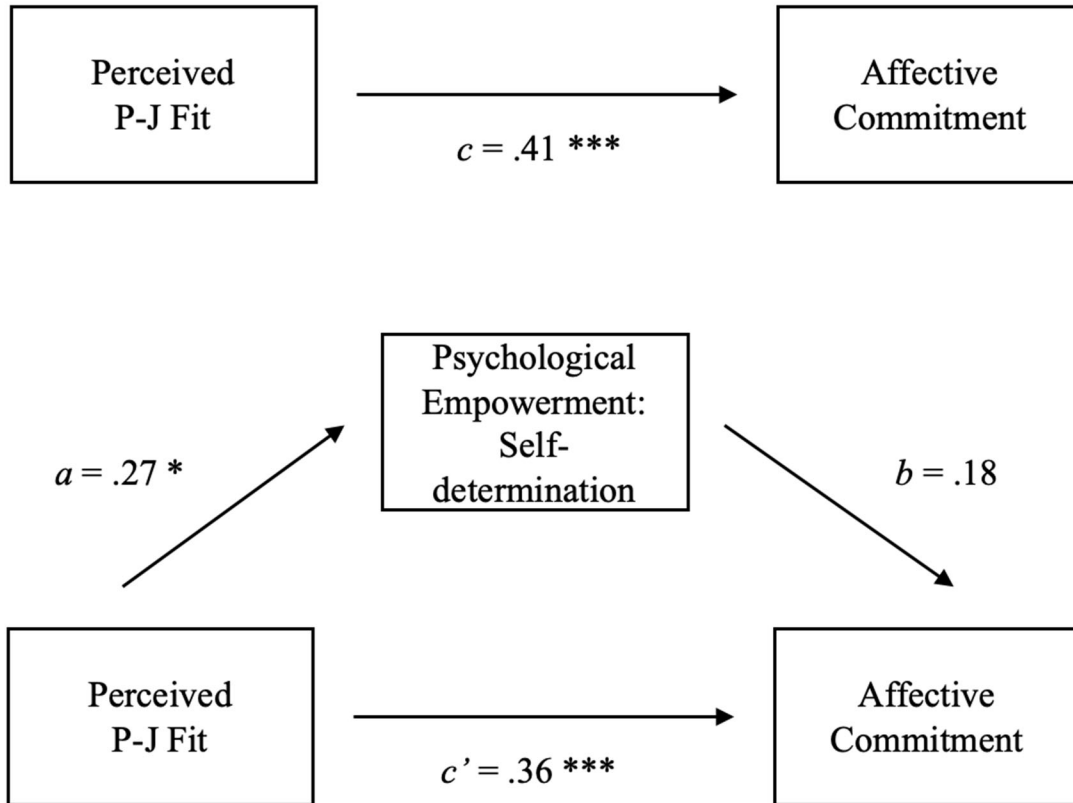 Perceived
P-J Fit
Affective
Commitment
c = .41 ***
Psychological
Empowerment:
Self-
determination
a = .27 *
b = .18
Perceived
P-J Fit
Affective
Commitment
c’ = .36 ***